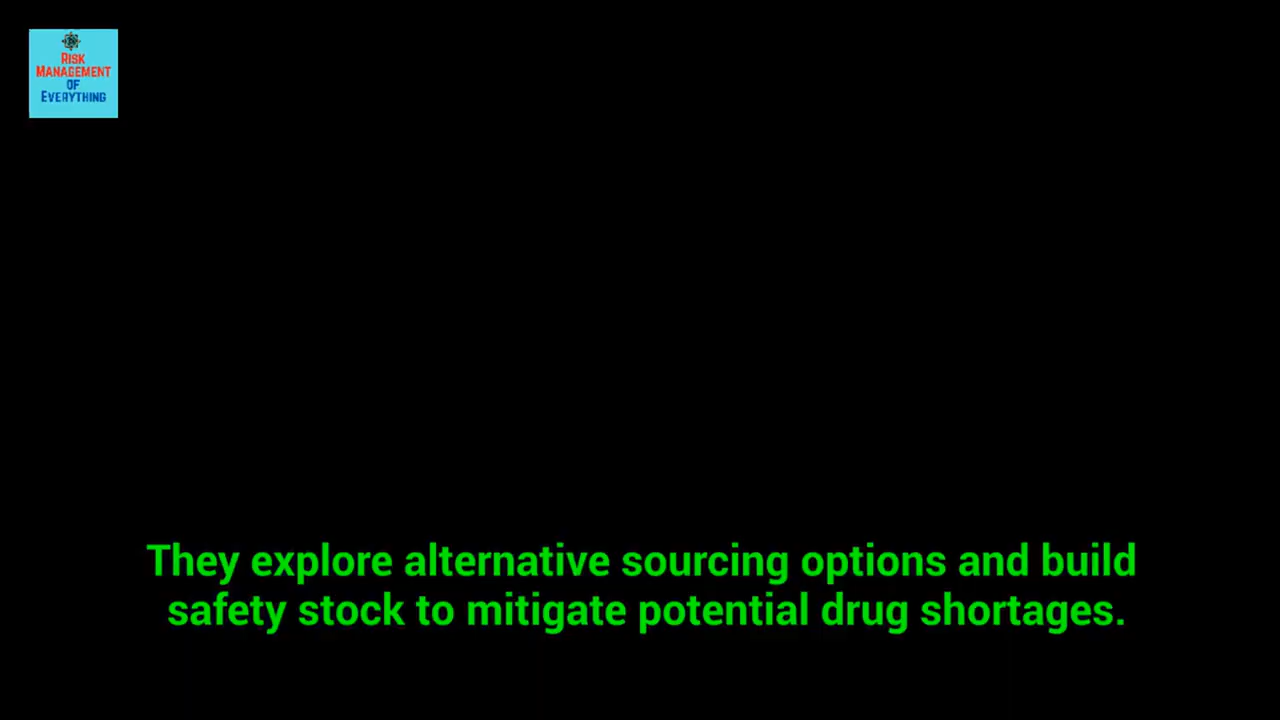 RISK
MANAGEMENT
OF
EVERYTHING
They explore alternative sourcing options and build
safety stock to mitigate potential drug shortages.